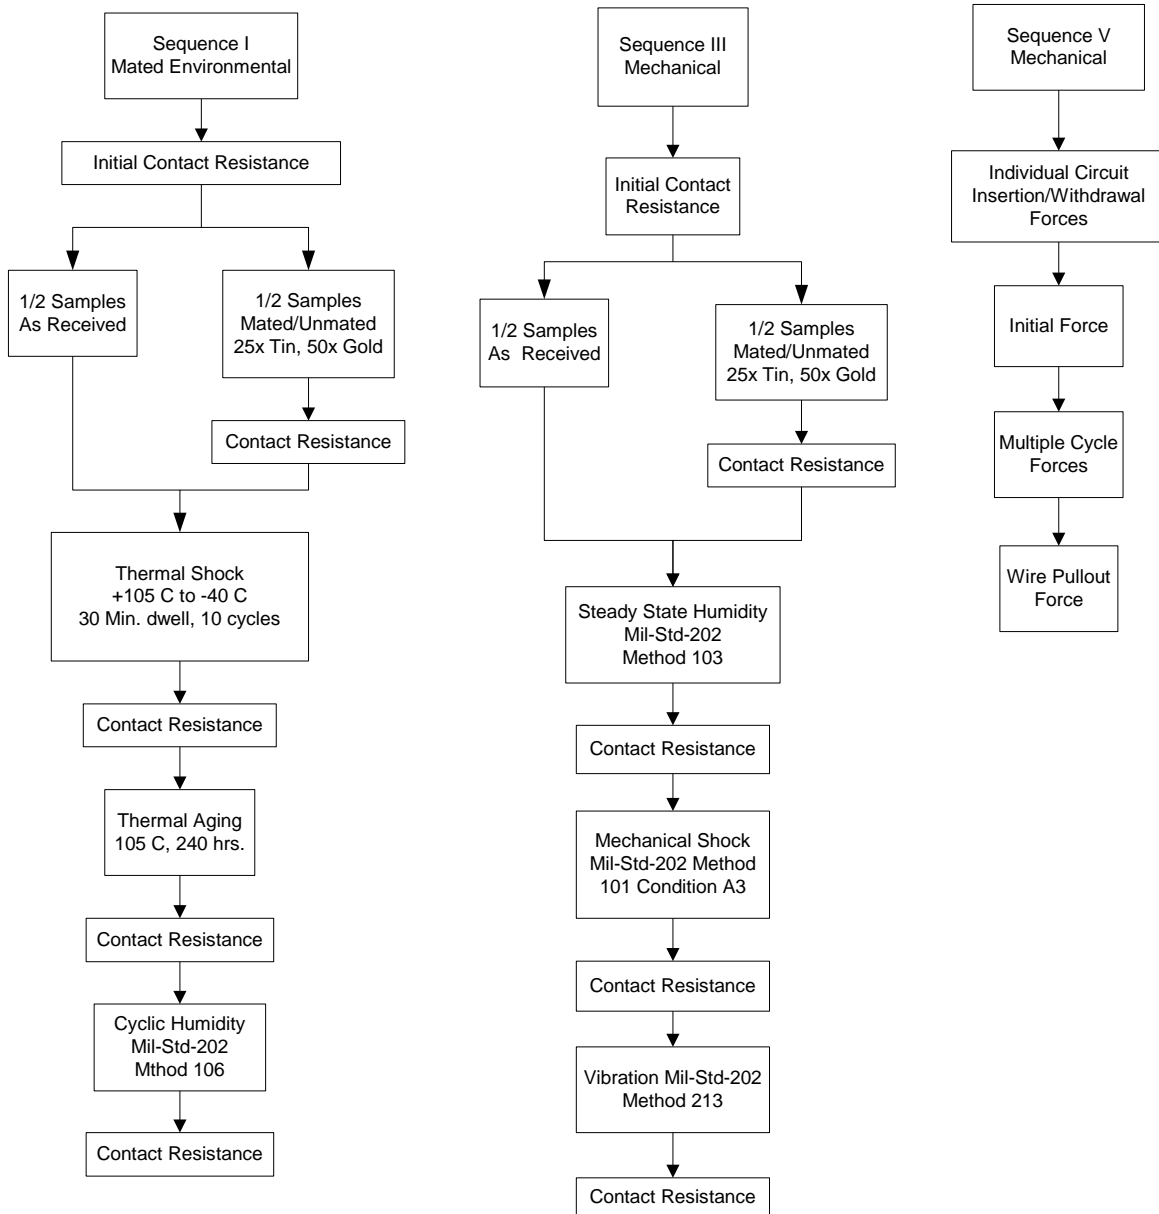 Sequence I
Mated Environmental
Initial Contact Resistance
1/2 Samples
As Received
1/2 Samples
Mated/Unmated
25x Tin, 50x Gold
Contact Resistance
Thermal Shock
+105 C to -40 C
30 Min. dwell, 10 cycles
Contact Resistance
Thermal Aging
105 C, 240 hrs.
Contact Resistance
Cyclic Humidity
Mil-Std-202
Mthod 106
Contact Resistance
Sequence III
Mechanical
Initial Contact
Resistance
1/2 Samples
As Received
1/2 Samples
Mated/Unmated
25x Tin, 50x Gold
Contact Resistance
Steady State Humidity
Mil-Std-202
Method 103
Contact Resistance
Mechanical Shock
Mil-Std-202 Method
101 Condition A3
Contact Resistance
Vibration Mil-Std-202
Method 213
Contact Resistance
Sequence V
Mechanical
Individual Circuit
Insertion/Withdrawal
Forces
Initial Force
Multiple Cycle
Forces
Wire Pullout
Force